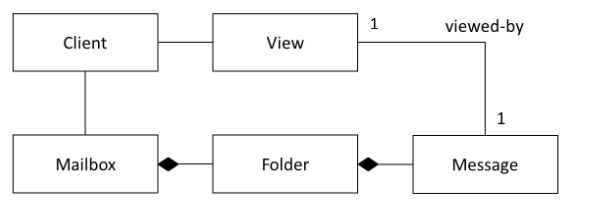 Client
View
1
viewed-by
1
Mailbox
Folder
Message